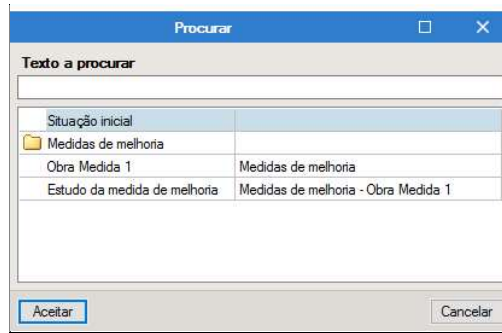 Procurar
Texto a procurar
Situação inicial
Medidas de melhoria
Obra Medida 1 Medidas de melhoria
Estudo da medida de melhoria Medidas de melhoria - Obra Medida 1
Aceitar Cancelar